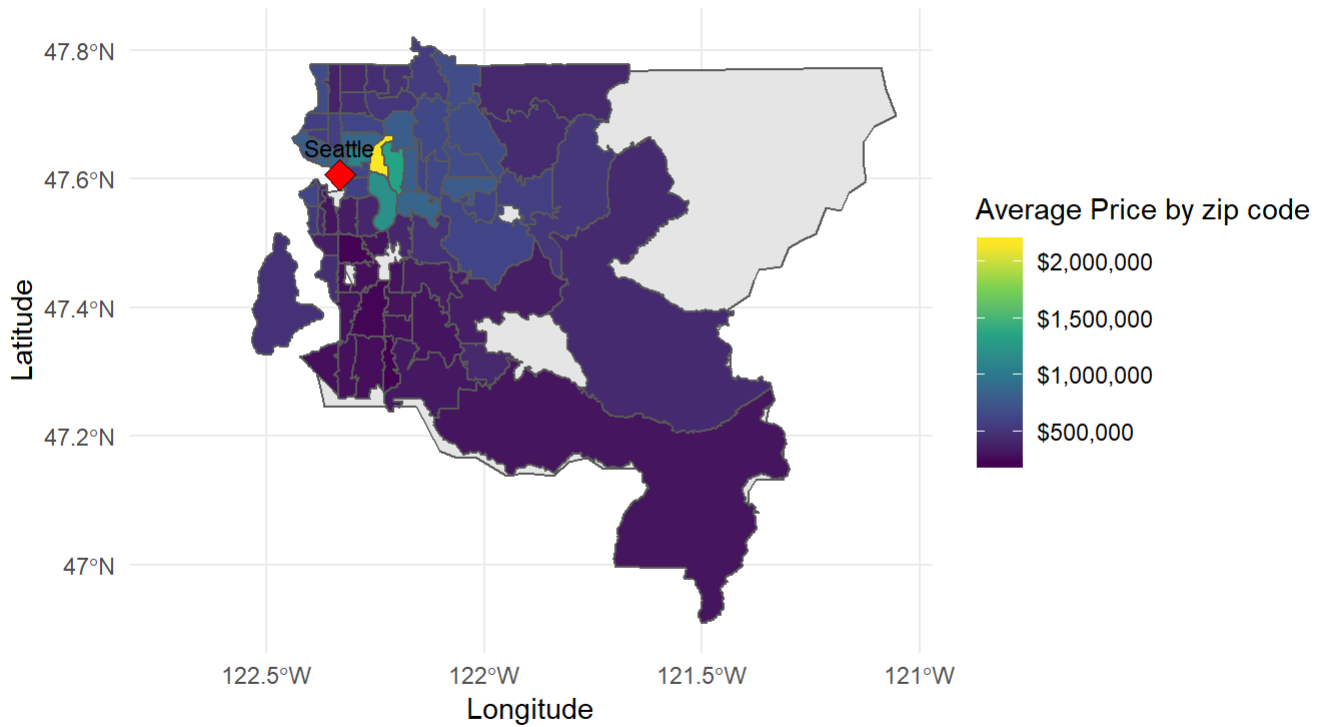 47.8°N
47.6°N
47.4°N
47.2°N
47°N
Latitude
Seattle
122.5°W
122°W
121.5°W
121°W
Longitude
Average Price by zip code
$2,000,000
$1,500,000
$1,000,000
$500,000